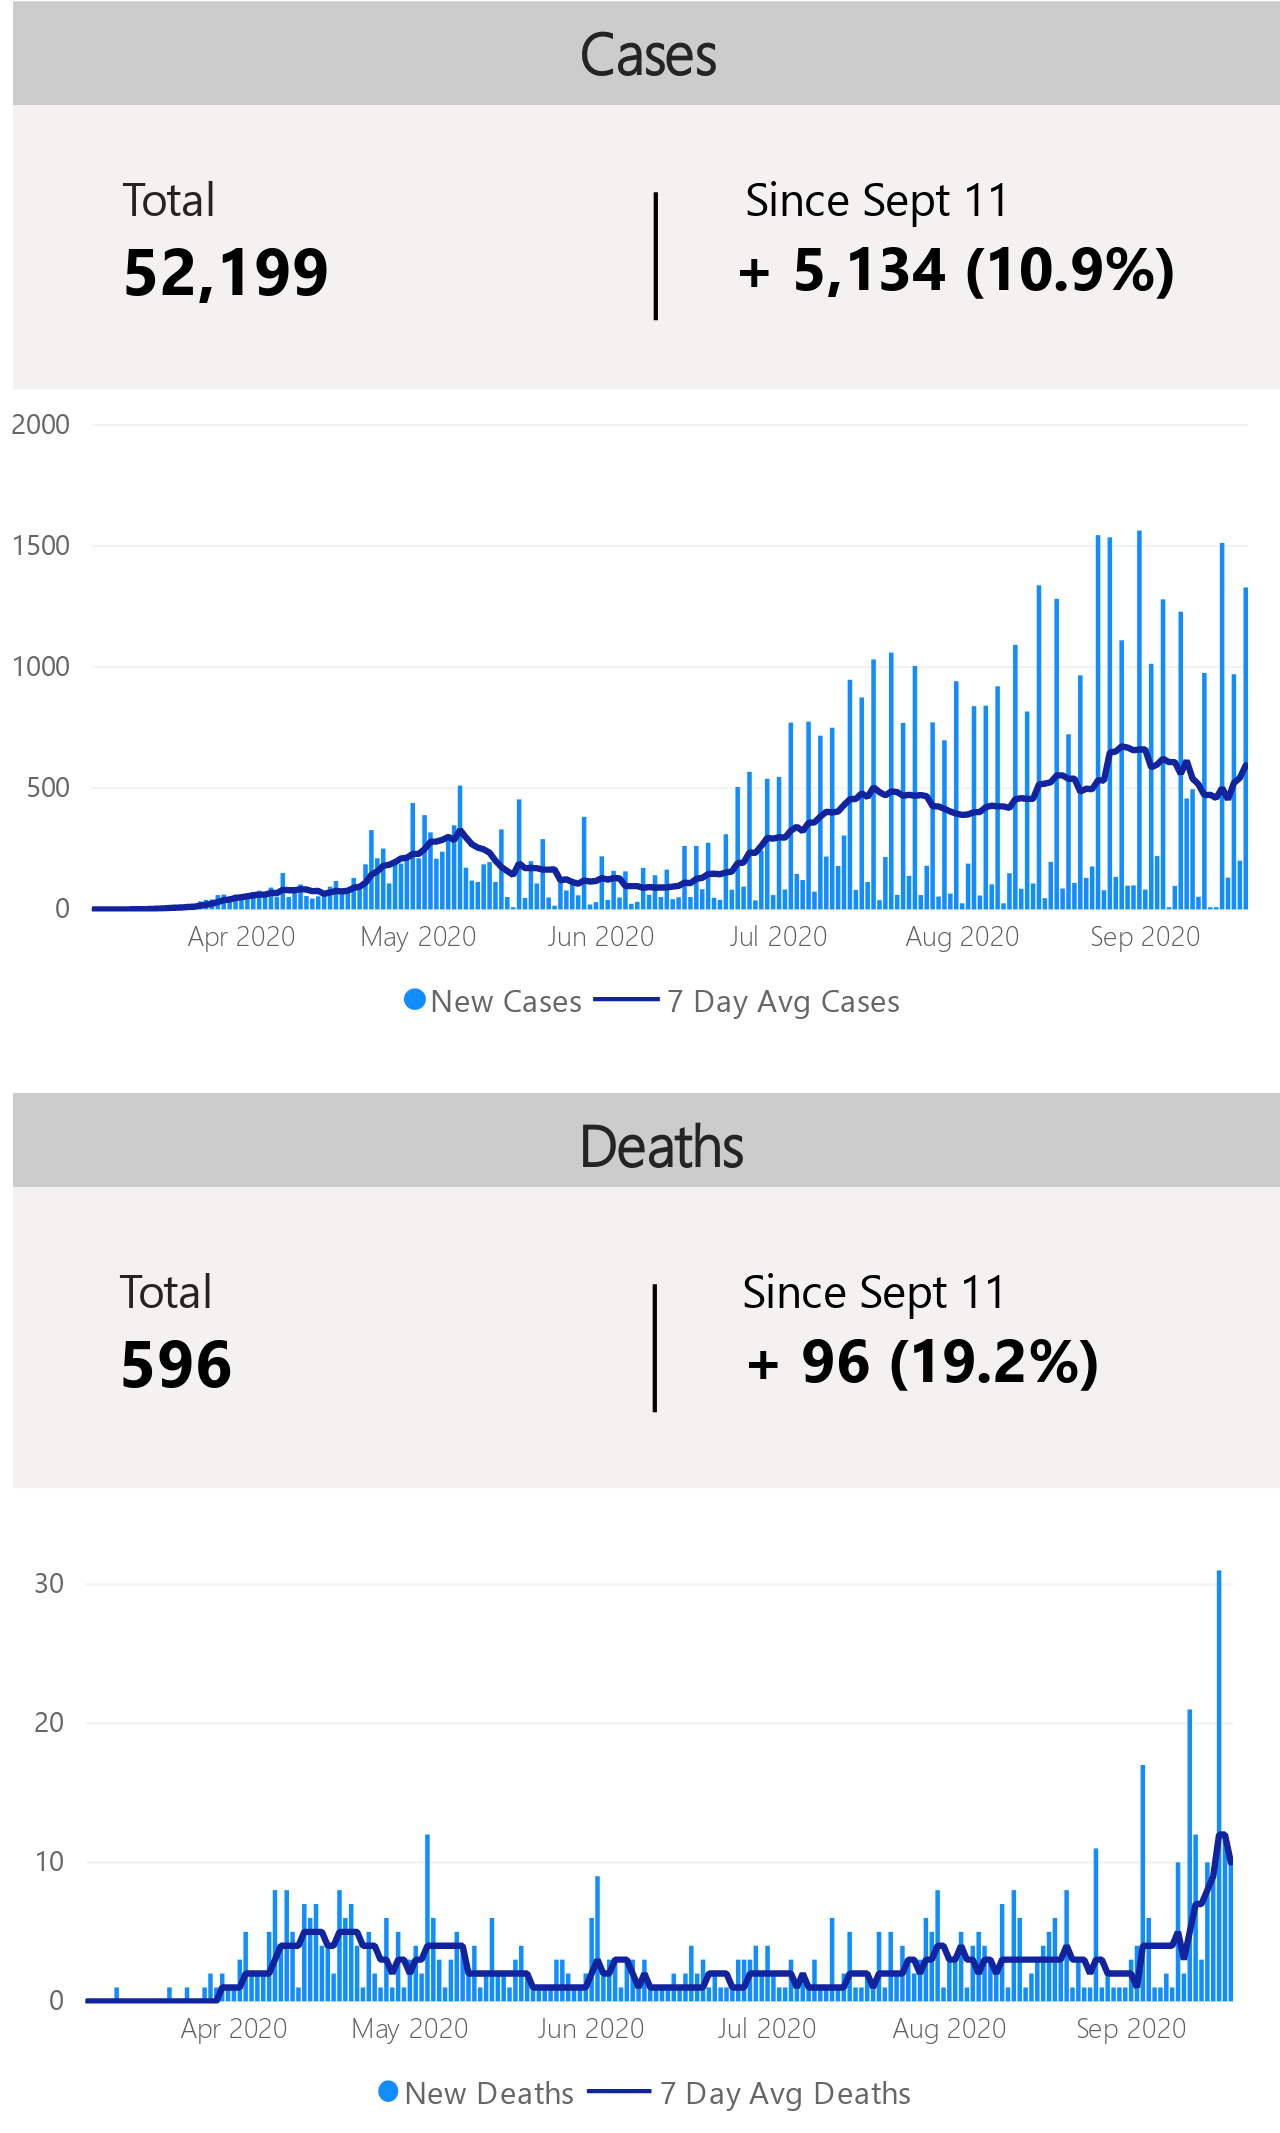 Cases
Total
Since Sept 11
52,199
+ 5,134 (10.9%)
2000
1500
1000
500
0
Apr 2020
May 2020
Jun 2020
Jul 2020
Aug 2020
Sep 2020
New Cases
7 Day Avg Cases
Deaths
Total
Since Sept 11
596
+ 96 (19.2%)
30
20
10
0
Apr 2020
May 2020
Jun 2020
Jul 2020
Aug 2020
Sep 2020
New Deaths
7 Day Avg Deaths